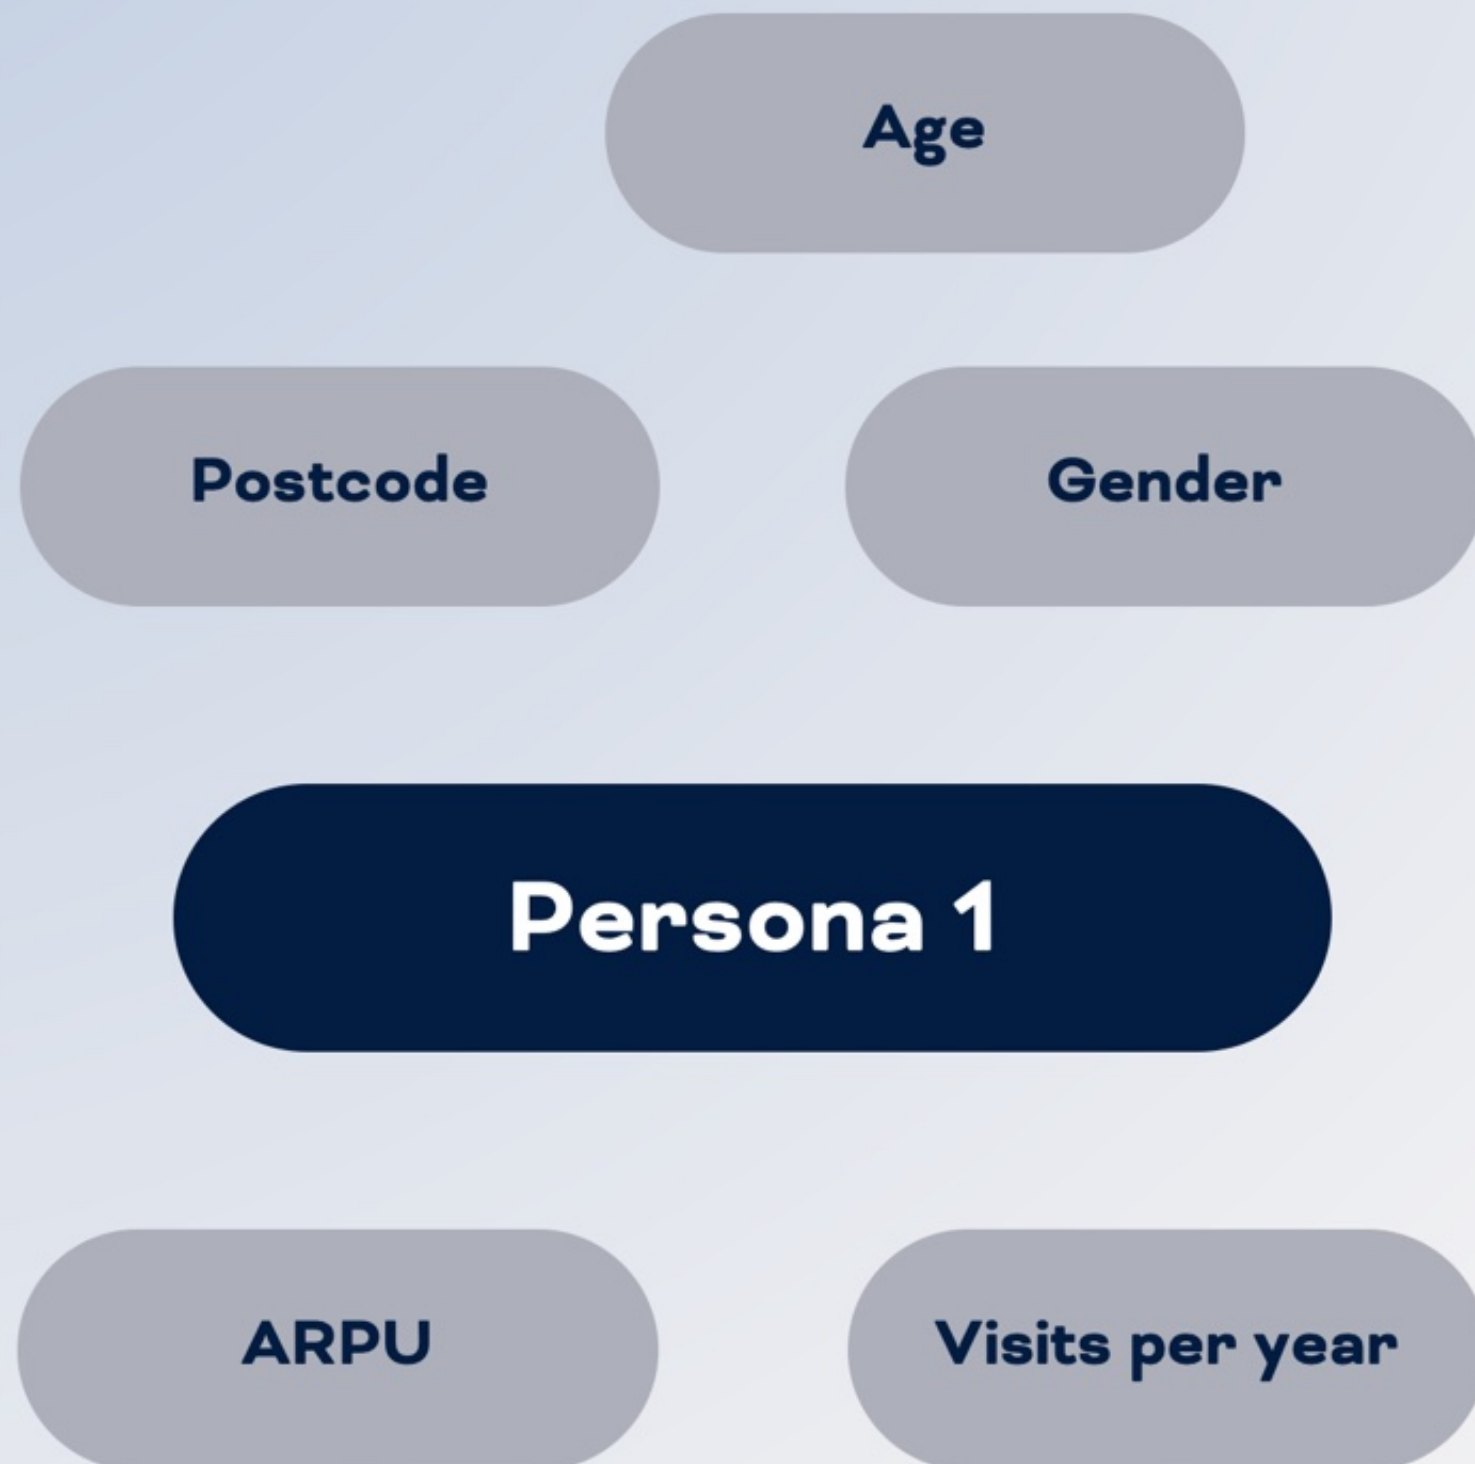 Age
Postcode
Gender
Persona 1
ARPU
Visits per year